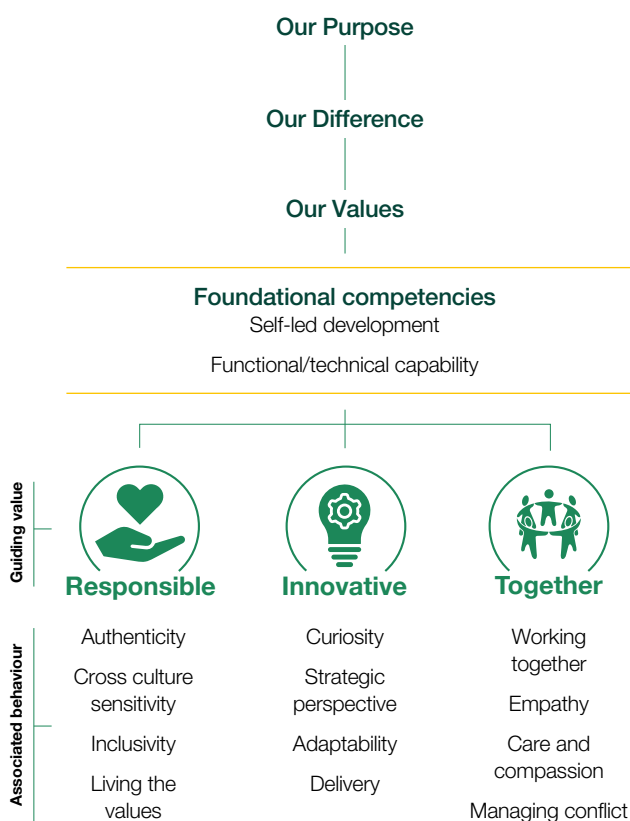 Our Purpose
Our Difference
Our Values
Foundational competencies
Self-led development
Functional/technical capability
Guiding value
Responsible
Innovative
Together
Associated behaviour
Authenticity
Cross culture
sensitivity
Inclusivity
Living the
values
Curiosity
Strategic
perspective
Adaptability
Delivery
Working
together
Empathy
Care and
compassion
Managing conflict